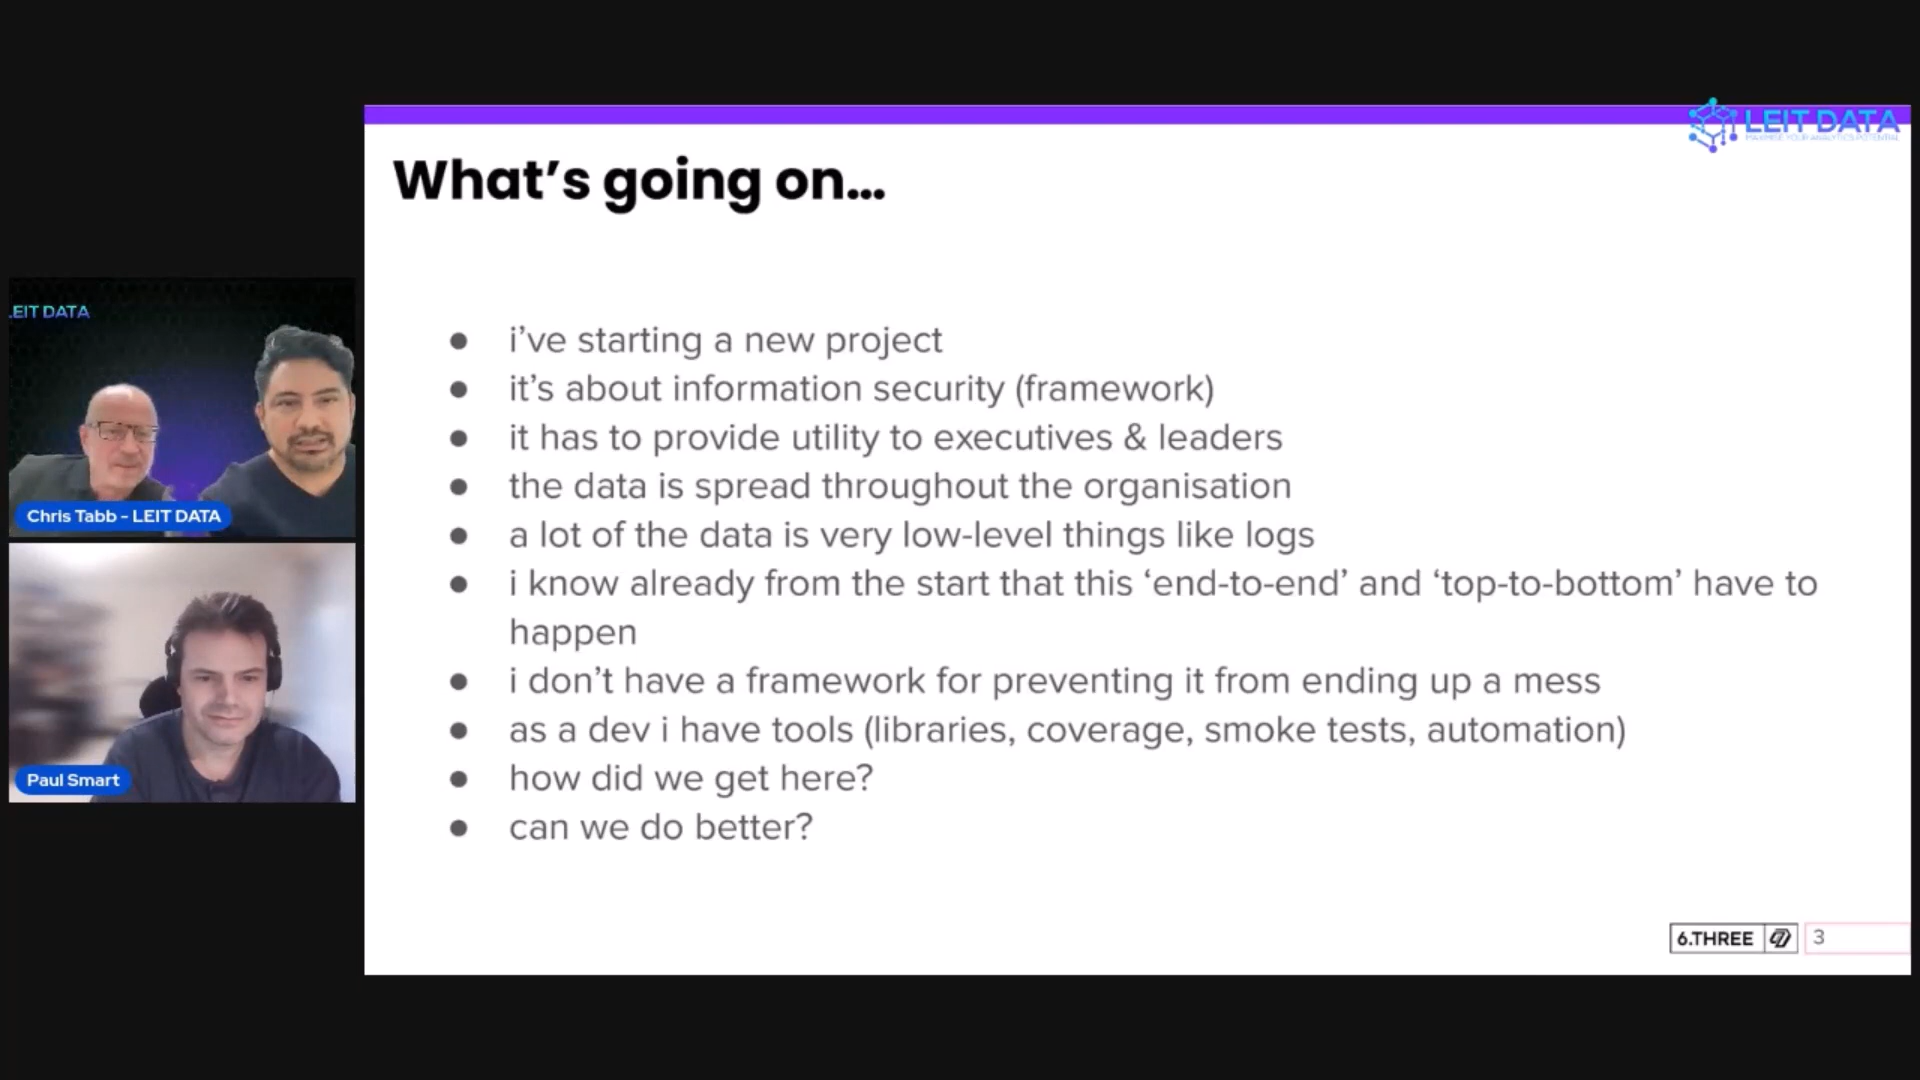 LEIT DATA
MAXIMISE YOUR ANALYTICS POTENTIAL
What's going on...
LEIT DATA
Chris Tabb - LEIT DATA
Paul Smart
● i've starting a new project
● it's about information security (framework)
● it has to provide utility to executives & leaders
● the data is spread throughout the organisation
● a lot of the data is very low-level things like logs
● i know already from the start that this ‘end-to-end’ and ‘top-to-bottom’ have to
happen
● i don't have a framework for preventing it from ending up a mess
● as a dev i have tools (libraries, coverage, smoke tests, automation)
● how did we get here?
● can we do better?
6.THREE
3